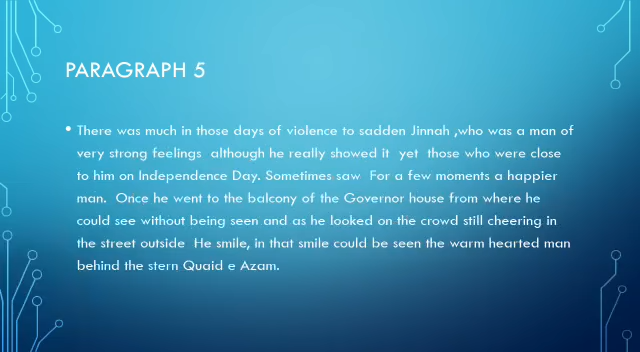 PARAGRAPH 5
• There was much in those days of violence to sadden Jinnah ,who was a man of
very strong feelings although he really showed it yet those who were close
to him on Independence Day. Sometimes saw For a few moments a happier
man. Once he went to the balcony of the Governor house from where he
could see without being seen and as he looked on the crowd still cheering in
the street outside He smile, in that smile could be seen the warm hearted man
behind the stern Quaid e Azam.